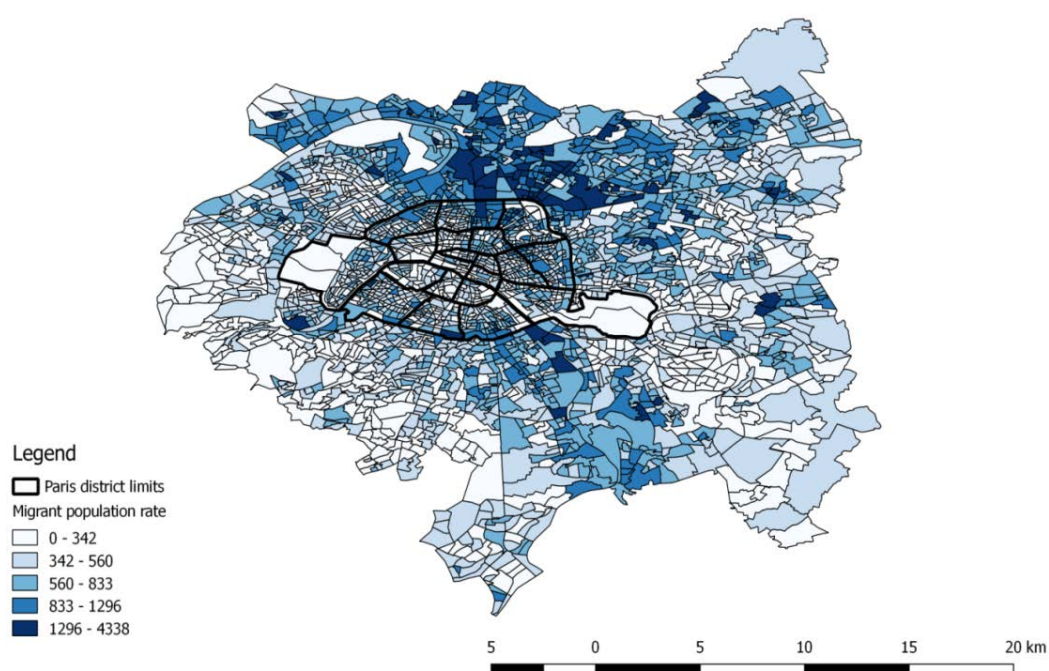 Legend
Paris district limits
Migrant population rate
0 - 342
342 - 560
560 - 833
833 - 1296
1296 - 4338
5 0 5 10 15 20 km